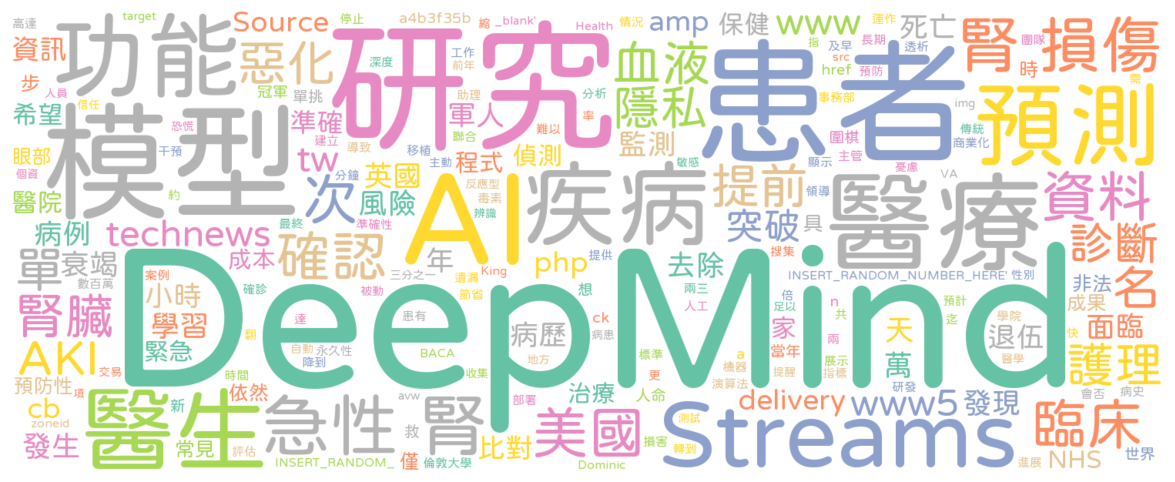 高達 target 停止 a4b3f35b 縮 _blank' Health 情況 amp 保健 www 運作 指 長期 團隊
資訊 功能 Source 惡化 深度 工作 前年 研究 血液 患者 死亡 及早 透析 src 預防 腎 損傷
步 人員 冠軍 單挑 助理 分析 href 時 需
希望 信任 恐慌 準確 軍人 率 隱私 事務部 img 預測
眼部 模型 干預 建立 導致 聯合 難以 監測 圍棋 傳統 商業化
個資 tw 程式 偵測 移植 主動 敏感 顯示 主管 憂慮
醫院 約 分鐘 英國 反應型 毒素 疾病 提前 領導 VA 醫療 資料
病例 technews 次 風險 AI 辨識 準確性 突破 具 診斷
單 衰竭 成本 確認 最終 年 php 提供 去除 搜集 INSERT_RANDOM_NUMBER_HERE' 性別 非法 名
數百萬 案例 確診 被動 三分之一 遺漏 King 節省 想 兩三 成果
腎臟 小時 倍 n 共 預計 迄 學院
學習 翻 達 患有 病歷 ck 人工 家 足以 天 兩 退伍 快 面臨
AKI 緊急 DeepMind 自動 永久性 降到 BACA 病患 地方 標準 a 機器 當年 展示 指標 醫學 護理
交易 項 預防性 時間 依然 收集 治療 更 人命 演算法 提醒 萬 研發 會否 病史
cb zoneid 新 醫生 急性 avw 救 腎 部署 美國 delivery www5 發現 臨床
發生 常見 評估 INSERT_RANDOM_ 僅 倫敦大學 比對 損害 Dominic 測試 轉到 Streams 進展 NHS 世界